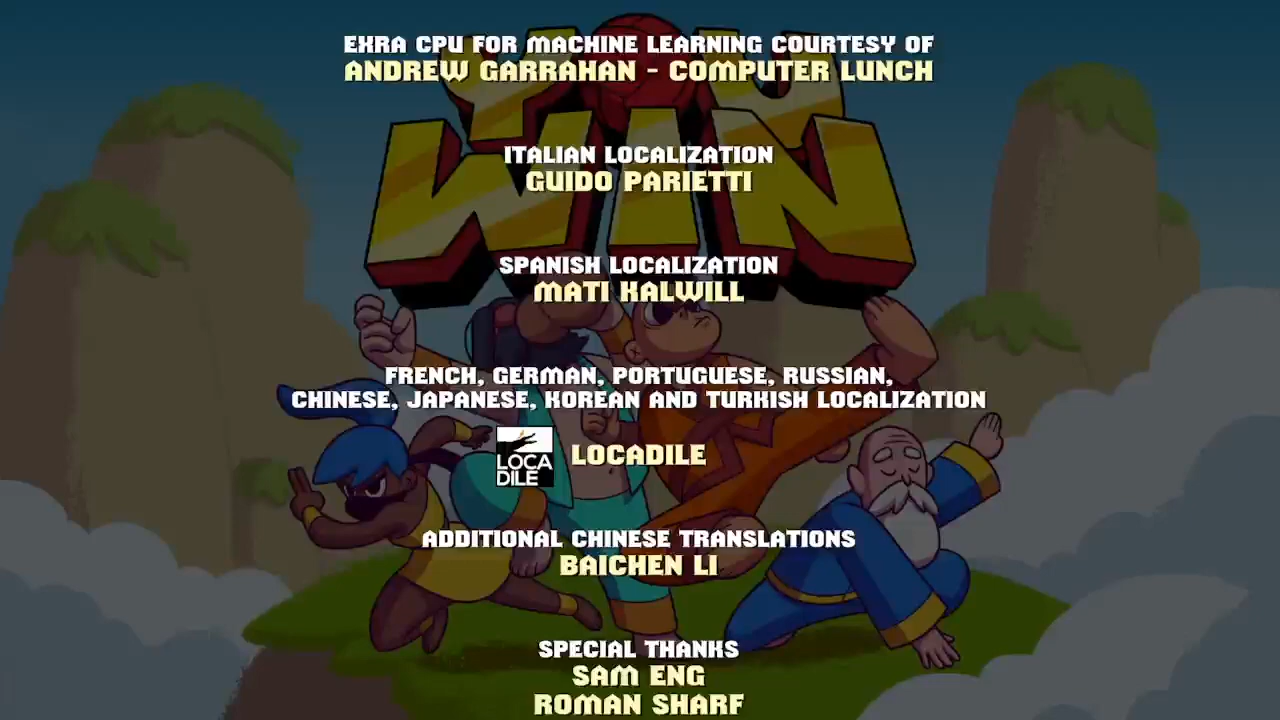 EXRA CPU FOR MACHINE LEARNING COURTESY OF
ANDREW GARRAHAN - COMPUTER LUNCH
YOU
WIN
ITALIAN LOCALIZATION
GUIDO PARIETTI
SPANISH LOCALIZATION
MATI KALWILL
FRENCH, GERMAN, PORTUGUESE, RUSSIAN,
CHINESE, JAPANESE, KOREAN AND TURKISH LOCALIZATION
LOCA
DILE
LOCADILE
ADDITIONAL CHINESE TRANSLATIONS
BAICHEN LI
SPECIAL THANKS
SAM ENG
ROMAN SHARF